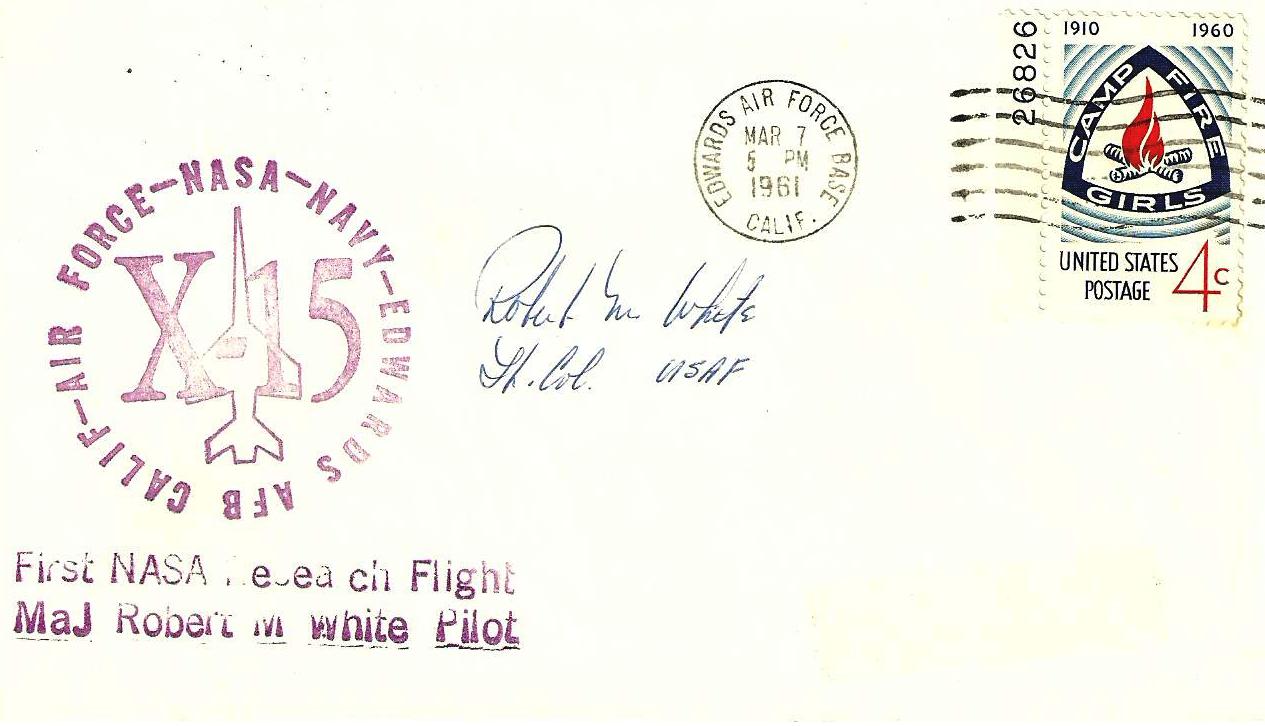 1910 1960
26826
CAMP FIRE GIRLS
UNITED STATES
POSTAGE
4c
EDWARDS AIR FORCE BASE
MAR 7
5 PM
1961
CALIF.
AIR FORCE-NASA-NAVY-EDWARDS AFB CALIF-
X-15
Robert M. White
Lt. Col. USAF
First NASA Flight
MaJ Robert M White Pilot